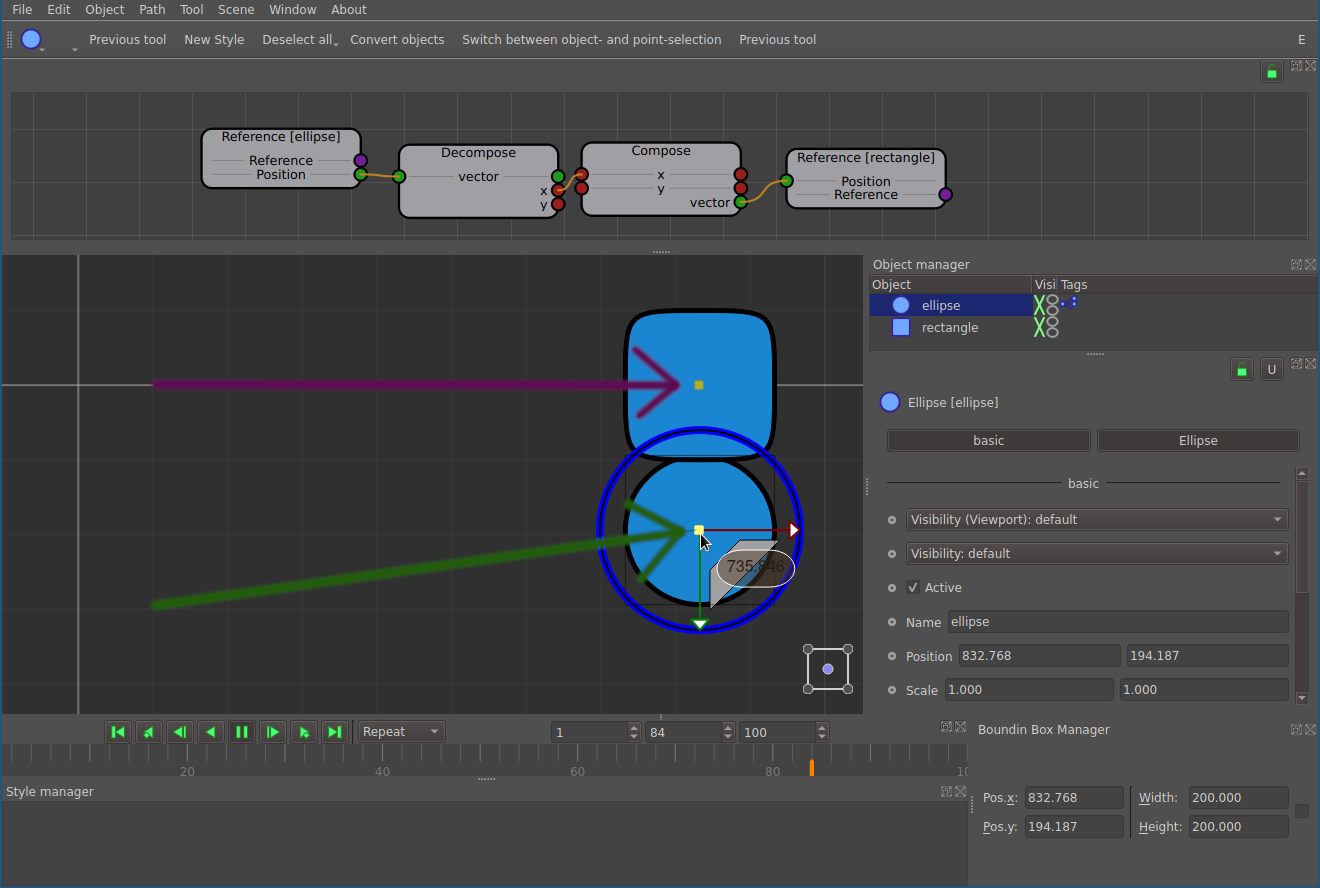 File Edit Object Path Tool Scene Window About
Previous tool New Style Deselect all Convert objects Switch between object- and point-selection Previous tool E
Reference [ellipse]
Reference
Position
Decompose
vector
x
y
Compose
x
y
vector
Reference [rectangle]
Position
Reference
Object manager
Object Visi Tags
ellipse
rectangle
U
Ellipse [ellipse]
basic Ellipse
basic
Visibility (Viewport): default
Visibility: default
Active
Name ellipse
Position 832.768 194.187
Scale 1.000 1.000
735.846
Repeat 1 84 100
20 40 60 80 10
Style manager
Boundin Box Manager
Pos.x: 832.768 Width: 200.000
Pos.y: 194.187 Height: 200.000